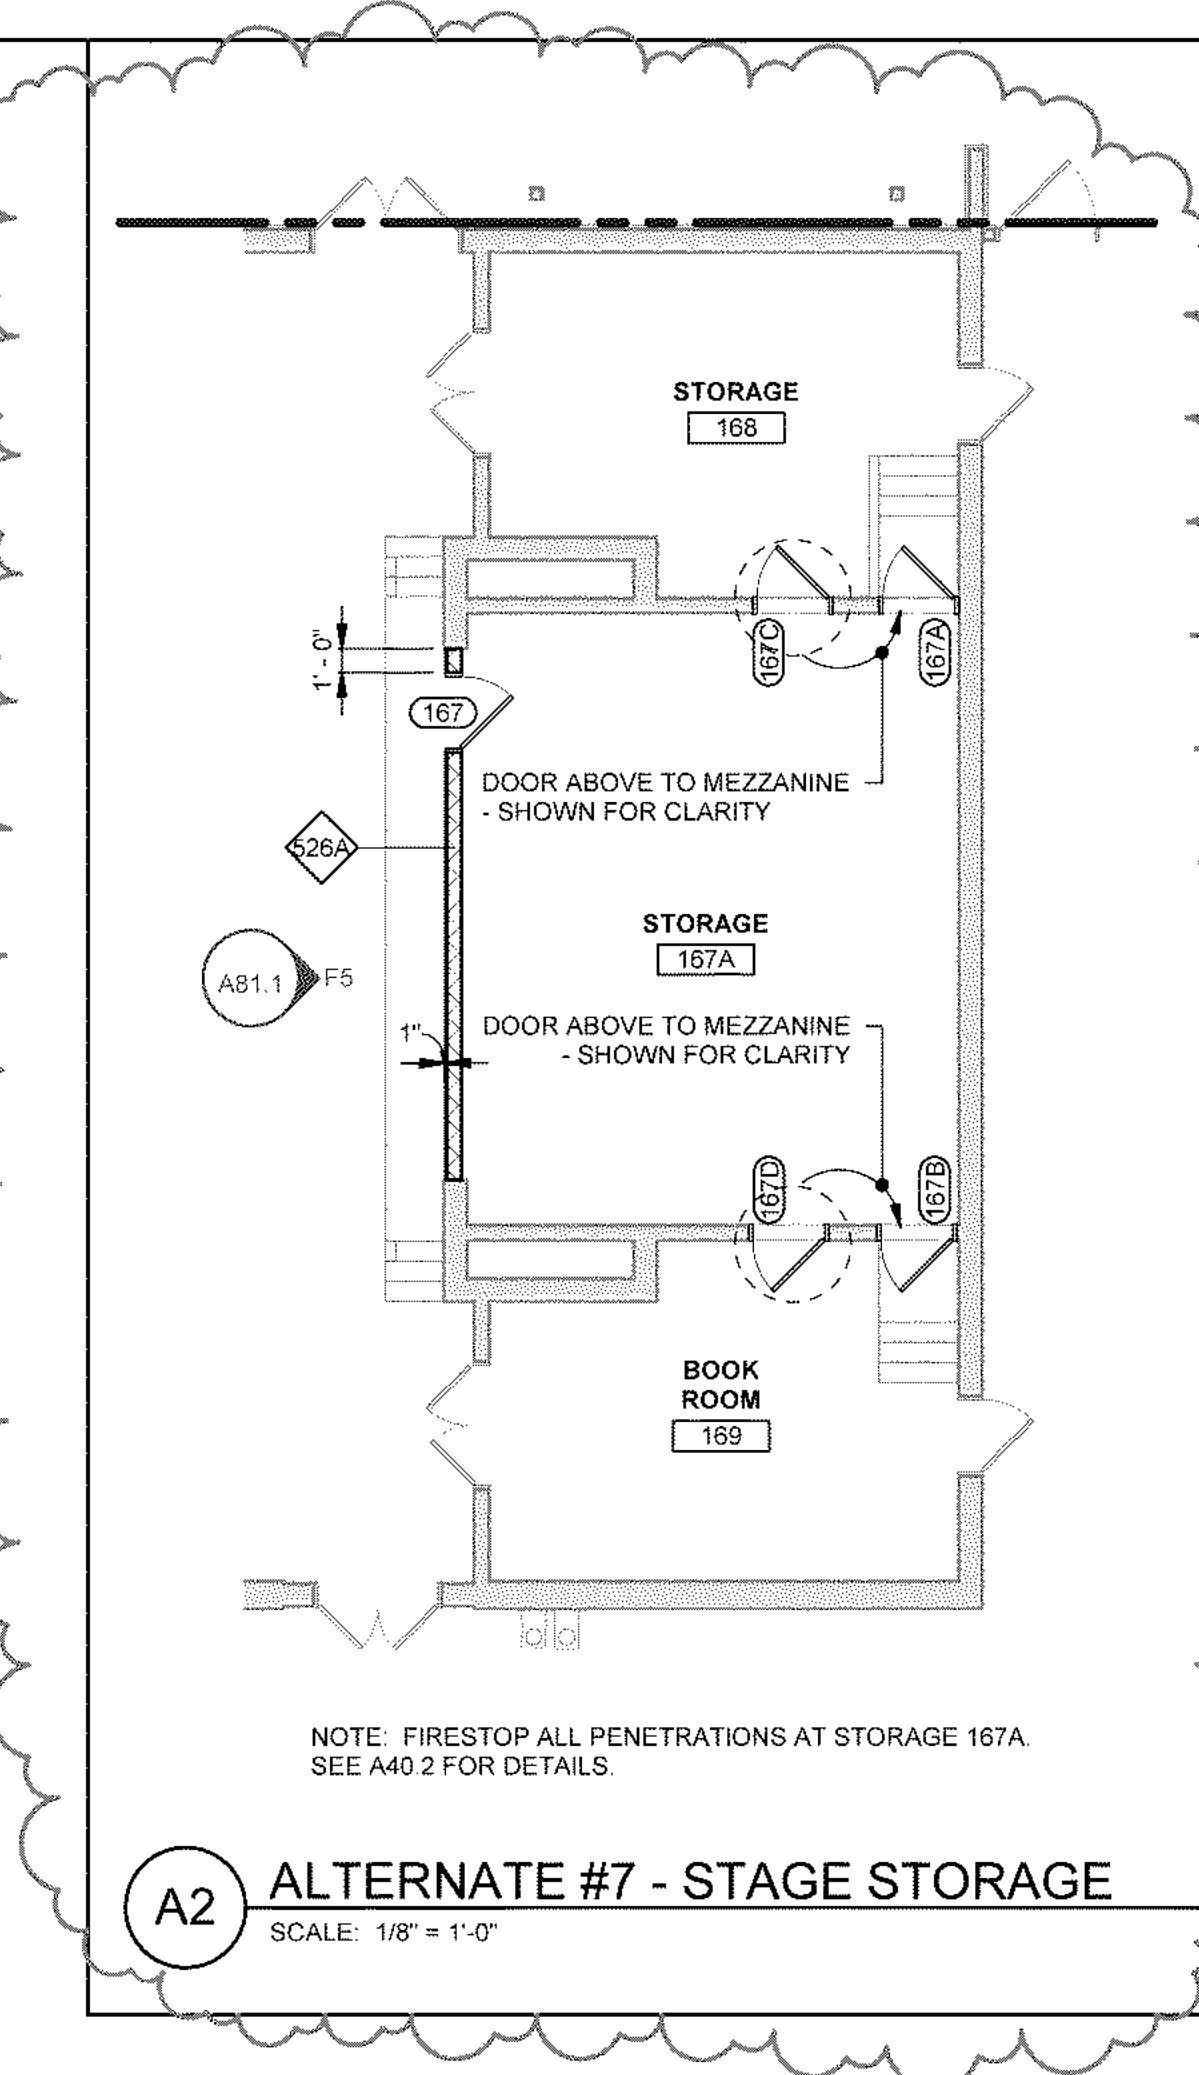 STORAGE
168
1' - 0"
167C
167A
167
DOOR ABOVE TO MEZZANINE
- SHOWN FOR CLARITY
526A
STORAGE
167A
A81.1
F5
1"
DOOR ABOVE TO MEZZANINE
- SHOWN FOR CLARITY
167D
167B
BOOK
ROOM
169
NOTE: FIRESTOP ALL PENETRATIONS AT STORAGE 167A.
SEE A40.2 FOR DETAILS.
A2
ALTERNATE #7 - STAGE STORAGE
SCALE: 1/8" = 1'-0"